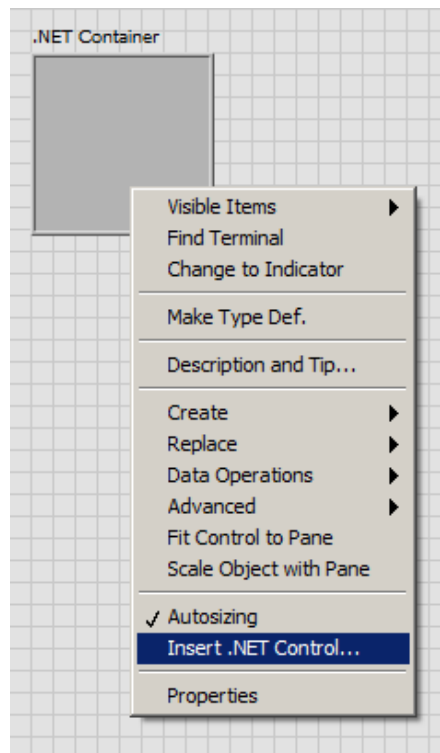 .NET Container
Visible Items
Find Terminal
Change to Indicator
Make Type Def.
Description and Tip...
Create
Replace
Data Operations
Advanced
Fit Control to Pane
Scale Object with Pane
Autosizing
Insert .NET Control...
Properties